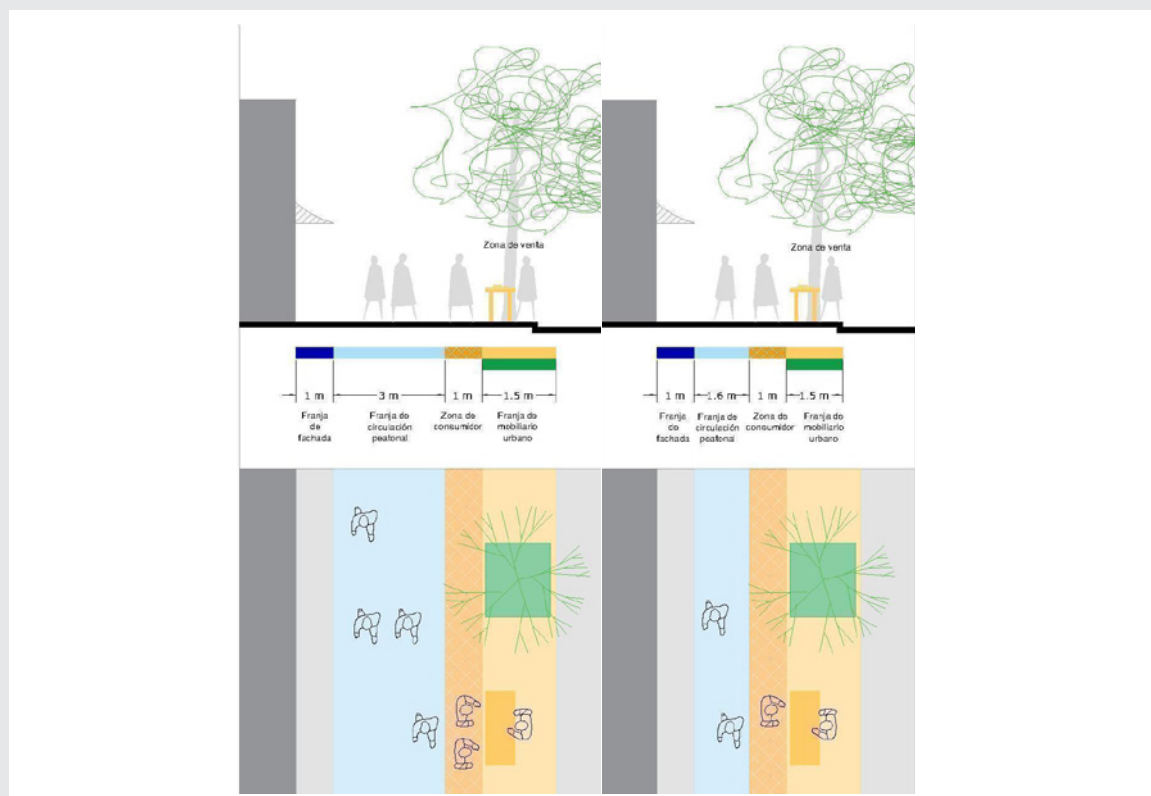 Zona de venta
1 m
3 m
1 m
1.5 m
Franja
de
fachada
Franja de
circulación
peatonal
Zona de
consumidor
Franja de
mobiliario
urbano
Zona de venta
1 m
1.6 m
1 m
1.5 m
Franja
de
fachada
Franja de
circulación
peatonal
Zona de
consumidor
Franja de
mobiliario
urbano